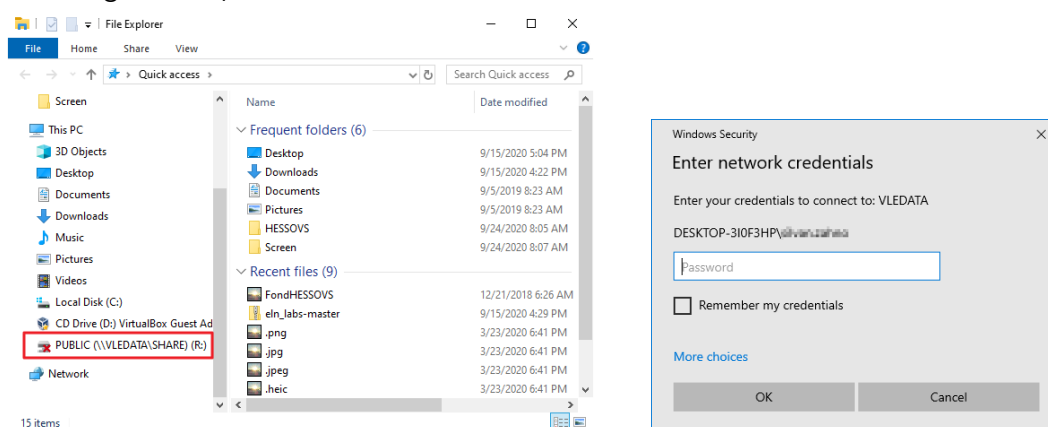 File Explorer
File Home Share View
Quick access
Search Quick access
Screen
This PC
3D Objects
Desktop
Documents
Downloads
Music
Pictures
Videos
Local Disk (C:)
CD Drive (D:) VirtualBox Guest Ad
PUBLIC (\\VLEDATA\SHARE) (R:)
Network
Name Date modified
Frequent folders (6)
Desktop 9/15/2020 5:04 PM
Downloads 9/15/2020 4:22 PM
Documents 9/5/2019 8:23 AM
Pictures 9/5/2019 8:23 AM
HESSOVS 9/24/2020 8:05 AM
Screen 9/24/2020 8:07 AM
Recent files (9)
FondHESSOVS 12/21/2018 6:26 AM
eln_labs-master 9/15/2020 4:29 PM
.png 3/23/2020 6:41 PM
.jpg 3/23/2020 6:41 PM
.jpeg 3/23/2020 6:41 PM
.heic 3/23/2020 6:41 PM
15 items
Windows Security
Enter network credentials
Enter your credentials to connect to: VLEDATA
DESKTOP-3I0F3HP\
Password
Remember my credentials
More choices
OK Cancel